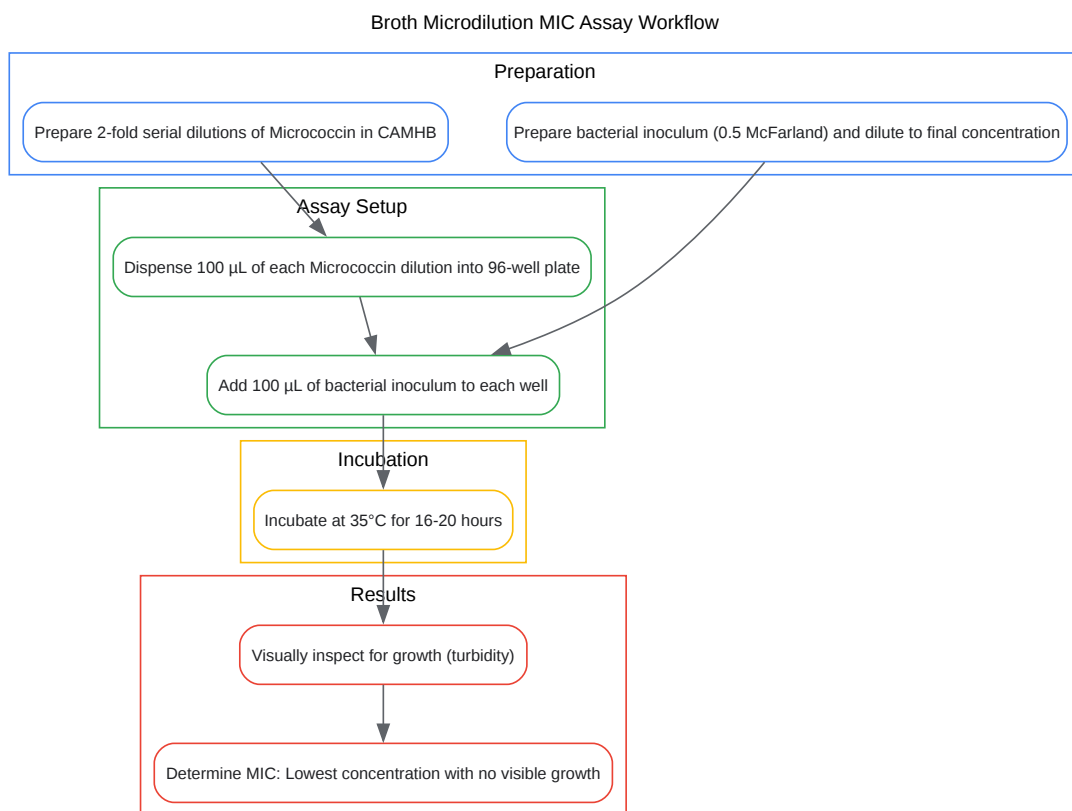 Broth Microdilution MIC Assay Workflow
Preparation
Prepare 2-fold serial dilutions of Micrococcin in CAMHB
Prepare bacterial inoculum (0.5 McFarland) and dilute to final concentration
Assay Setup
Dispense 100 µL of each Micrococcin dilution into 96-well plate
Add 100 µL of bacterial inoculum to each well
Incubation
Incubate at 35°C for 16-20 hours
Results
Visually inspect for growth (turbidity)
Determine MIC: Lowest concentration with no visible growth